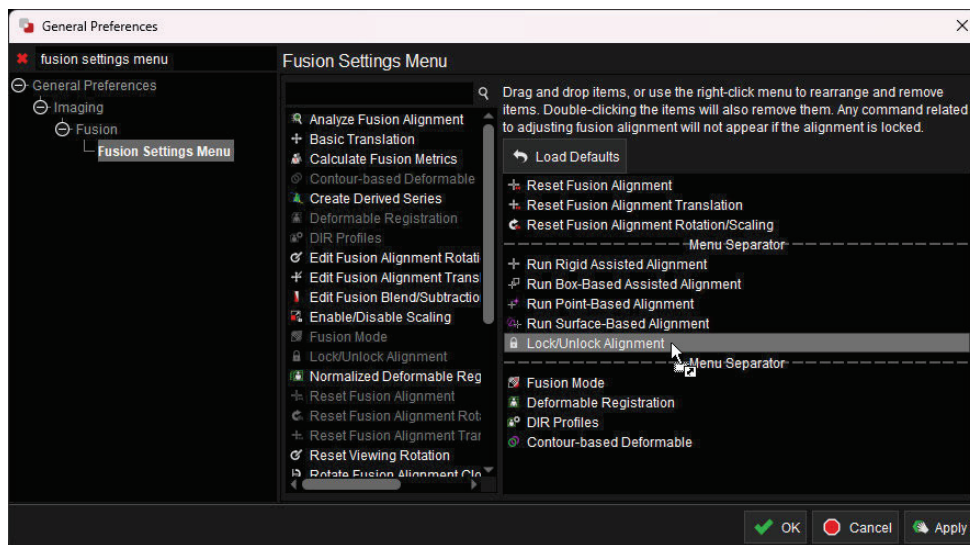 General Preferences
fusion settings menu
General Preferences
Imaging
Fusion
Fusion Settings Menu
Fusion Settings Menu
Analyze Fusion Alignment
Basic Translation
Calculate Fusion Metrics
Contour-based Deformable
Create Derived Series
Deformable Registration
DIR Profiles
Edit Fusion Alignment Rotati
Edit Fusion Alignment Trans
Edit Fusion Blend/Subtractio
Enable/Disable Scaling
Fusion Mode
Lock/Unlock Alignment
Normalized Deformable Reg
Reset Fusion Alignment
Reset Fusion Alignment Rot
Reset Fusion Alignment Tran
Reset Viewing Rotation
Rotate Fusion Alignment Clo
Drag and drop items, or use the right-click menu to rearrange and remove
items. Double-clicking the items will also remove them. Any command related
to adjusting fusion alignment will not appear if the alignment is locked.
Load Defaults
Reset Fusion Alignment
Reset Fusion Alignment Translation
Reset Fusion Alignment Rotation/Scaling
Menu Separator
Run Rigid Assisted Alignment
Run Box-Based Assisted Alignment
Run Point-Based Alignment
Run Surface-Based Alignment
Lock/Unlock Alignment
Menu Separator
Fusion Mode
Deformable Registration
DIR Profiles
Contour-based Deformable
OK
Cancel
Apply